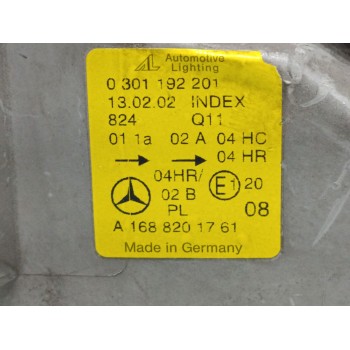 AL Automotive
Lighting
0 301 192 201
13.02.02 INDEX
824 Q11
01 1a 02 A 04 HC
→ → 04 HR
04HR/ E1 20
02 B
PL 08
A 168 820 17 61
Made in Germany